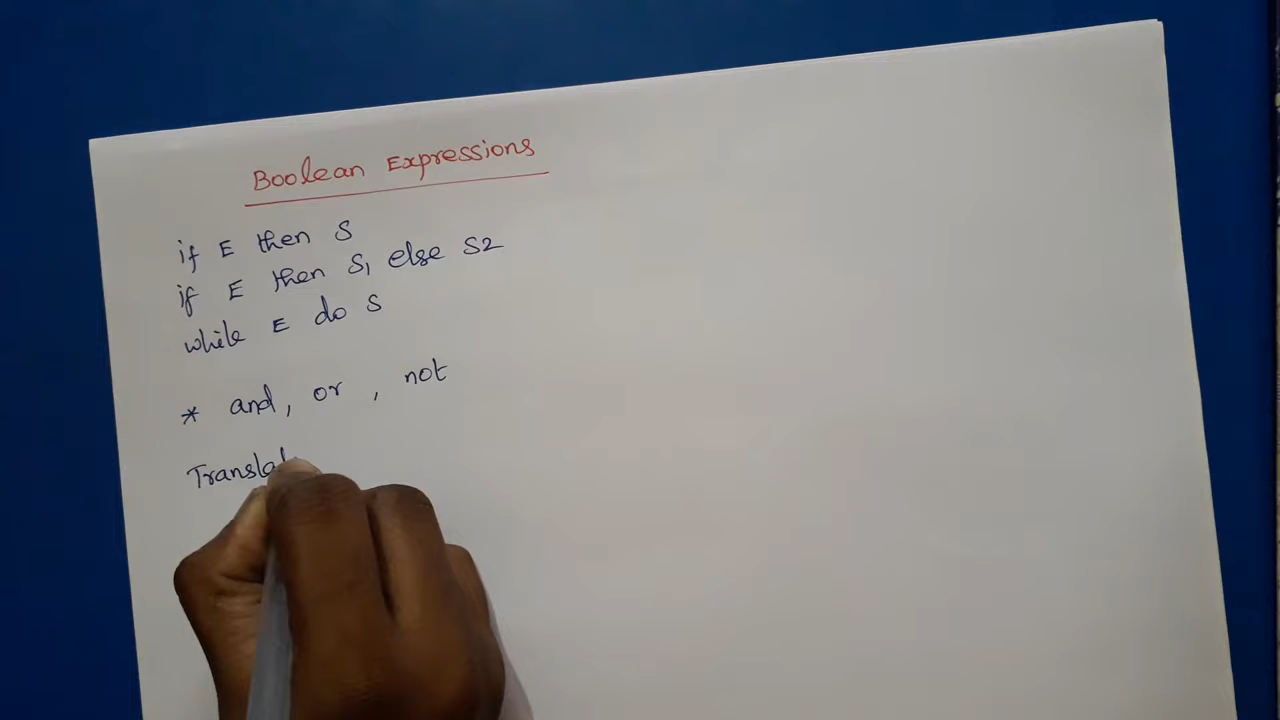 Boolean Expressions
if E then S
if E then S1 else S2
while E do S
* and, or, not